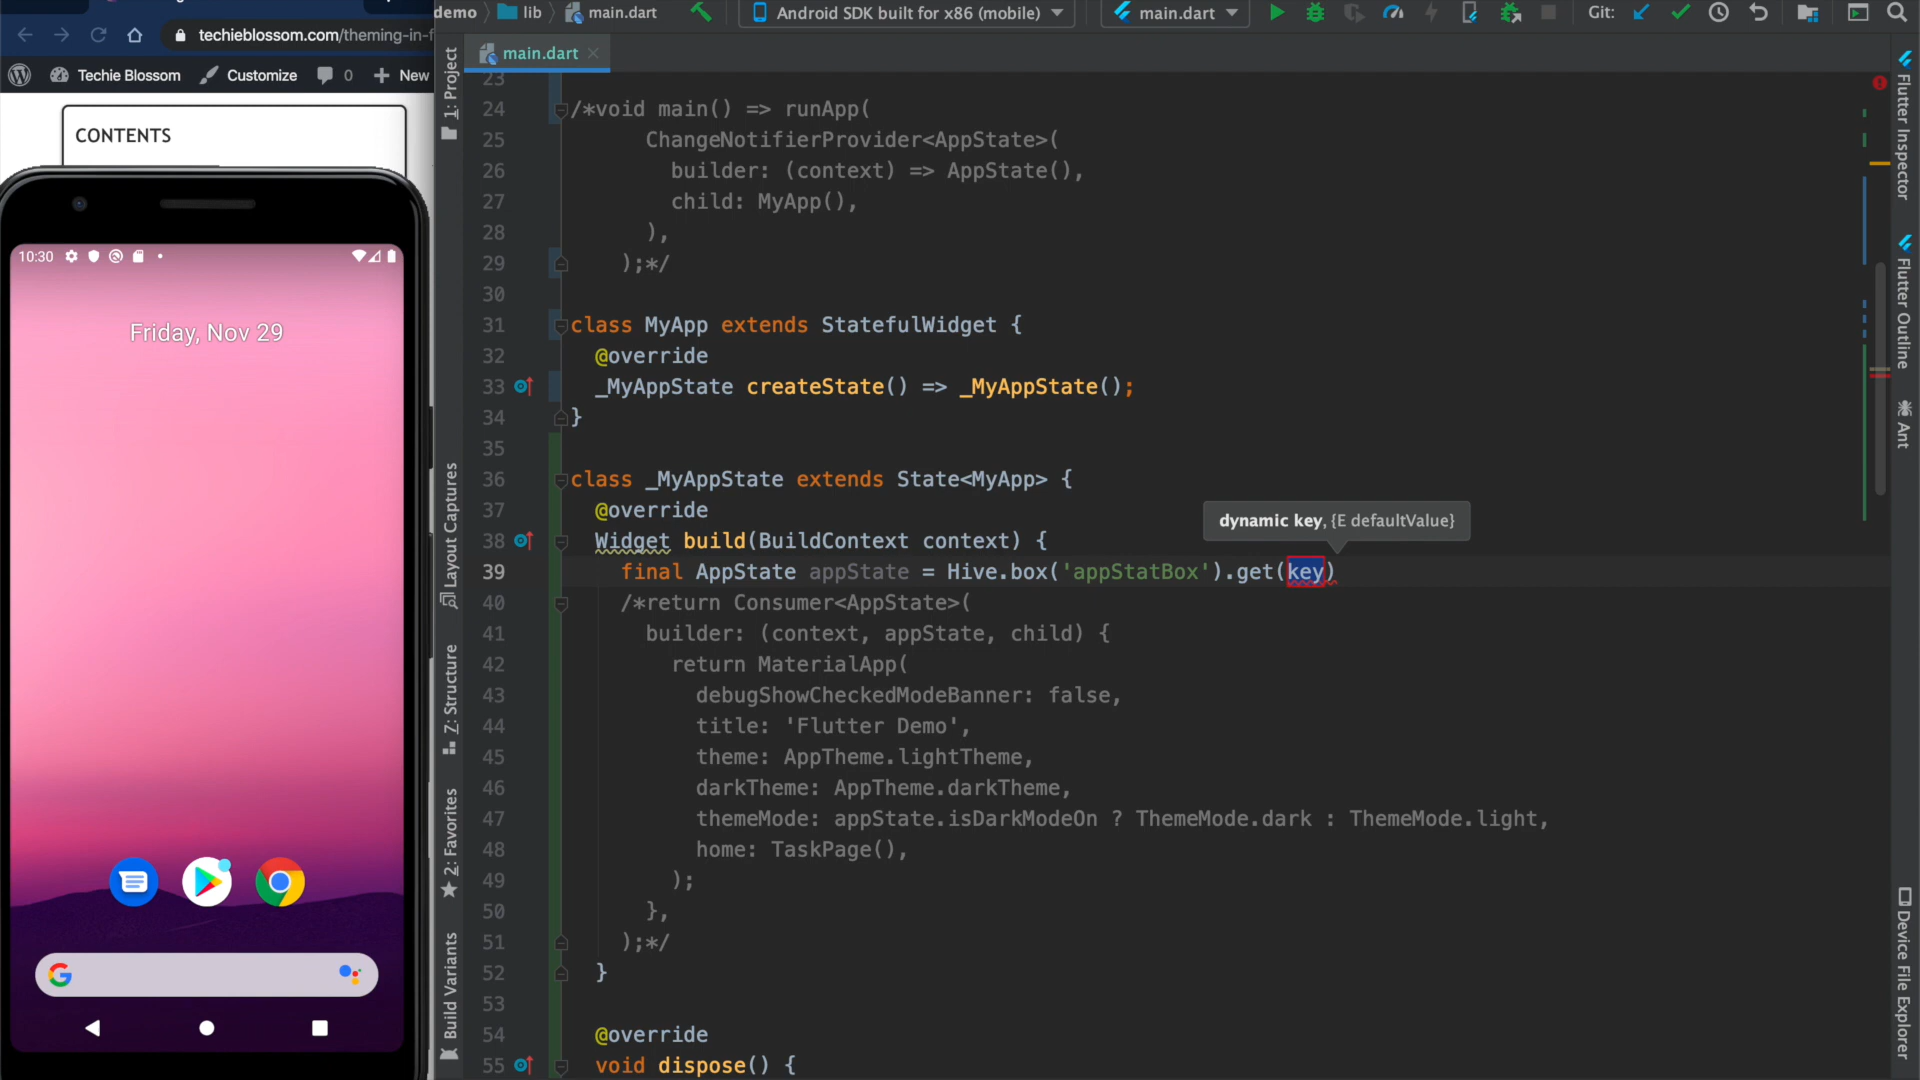 techieblossom.com/theming-in-f
Techie Blossom
Customize
0
New
CONTENTS
10:30
Friday, Nov 29
demo
lib
main.dart
Android SDK built for x86 (mobile)
main.dart
Git:
main.dart
1: Project
Layout Captures
Z: Structure
2: Favorites
Build Variants
23
24 /*void main() => runApp(
25 ChangeNotifierProvider<AppState>(
26 builder: (context) => AppState(),
27 child: MyApp(),
28 ),
29 );*/
30
31 class MyApp extends StatefulWidget {
32 @override
33 _MyAppState createState() => _MyAppState();
34 }
35
36 class _MyAppState extends State<MyApp> {
37 @override
dynamic key, {E defaultValue}
38 Widget build(BuildContext context) {
39 final AppState appState = Hive.box('appStatBox').get(key)
40 /*return Consumer<AppState>(
41 builder: (context, appState, child) {
42 return MaterialApp(
43 debugShowCheckedModeBanner: false,
44 title: 'Flutter Demo',
45 theme: AppTheme.lightTheme,
46 darkTheme: AppTheme.darkTheme,
47 themeMode: appState.isDarkModeOn ? ThemeMode.dark : ThemeMode.light,
48 home: TaskPage(),
49 );
50 },
51 );*/
52 }
53
54 @override
55 void dispose() {
Flutter Inspector
Flutter Outline
Ant
Device File Explorer